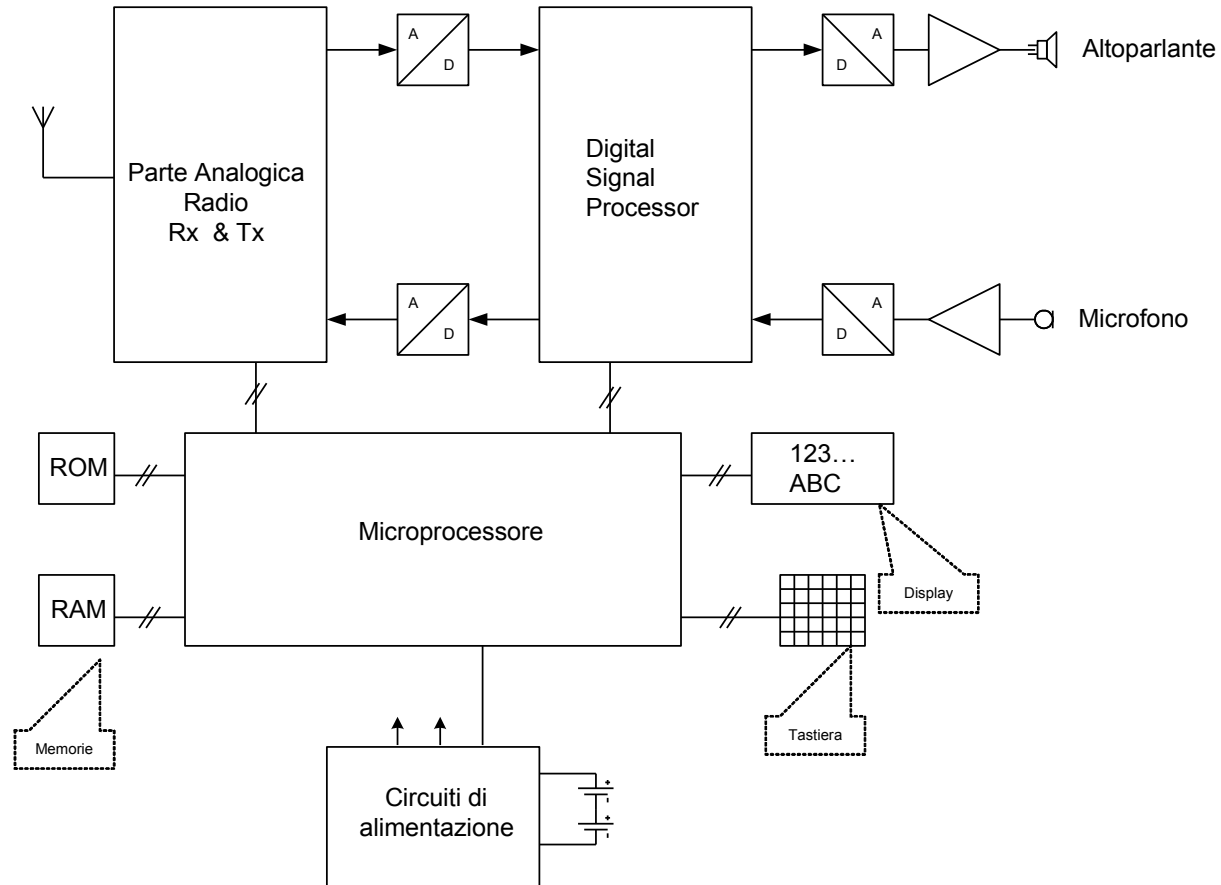 A
D
A
D
Altoparlante
Parte Analogica
Radio
Rx & Tx
Digital
Signal
Processor
A
D
A
D
Microfono
ROM
123...
ABC
Microprocessore
RAM
Display
Memorie
Tastiera
Circuiti di
alimentazione
+
-
+
-